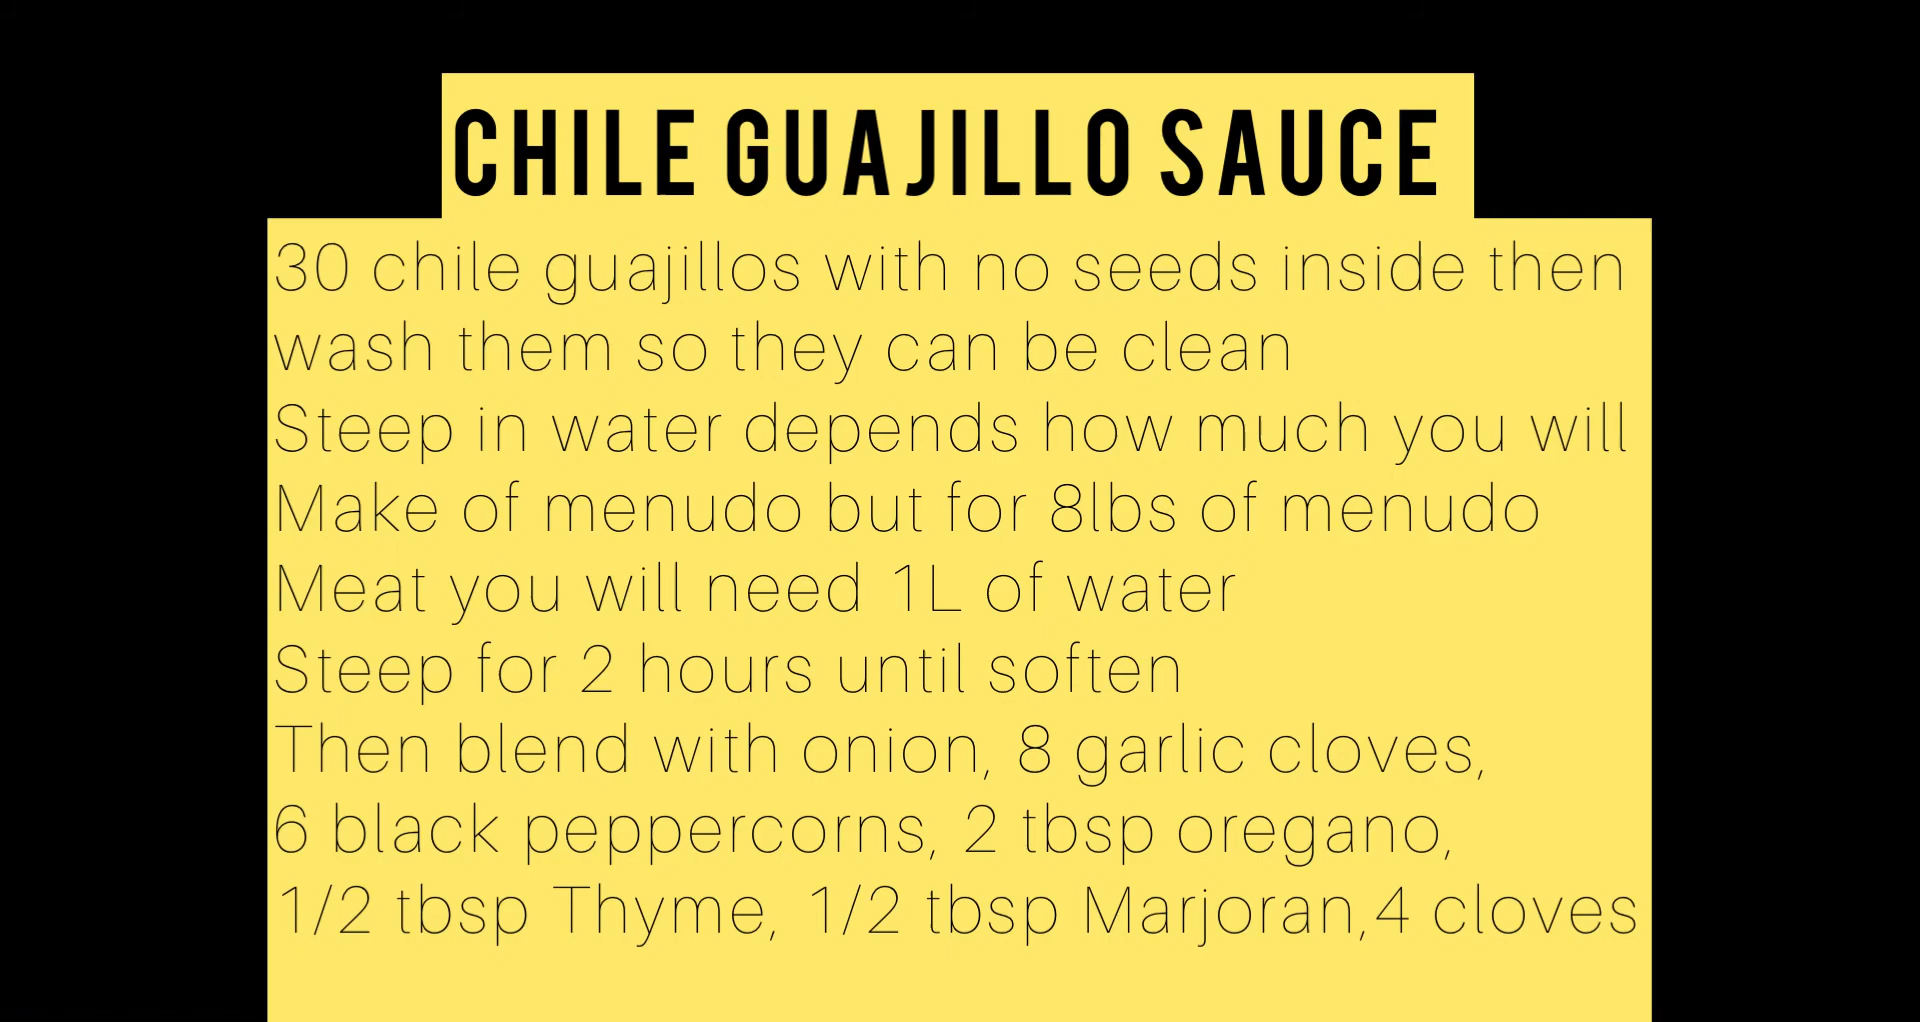 CHILE GUAJILLO SAUCE
30 chile guajillos with no seeds inside then
wash them so they can be clean
Steep in water depends how much you will
Make of menudo but for 8lbs of menudo
Meat you will need 1L of water
Steep for 2 hours until soften
Then blend with onion, 8 garlic cloves,
6 black peppercorns, 2 tbsp oregano,
1/2 tbsp Thyme, 1/2 tbsp Marjoran,4 cloves